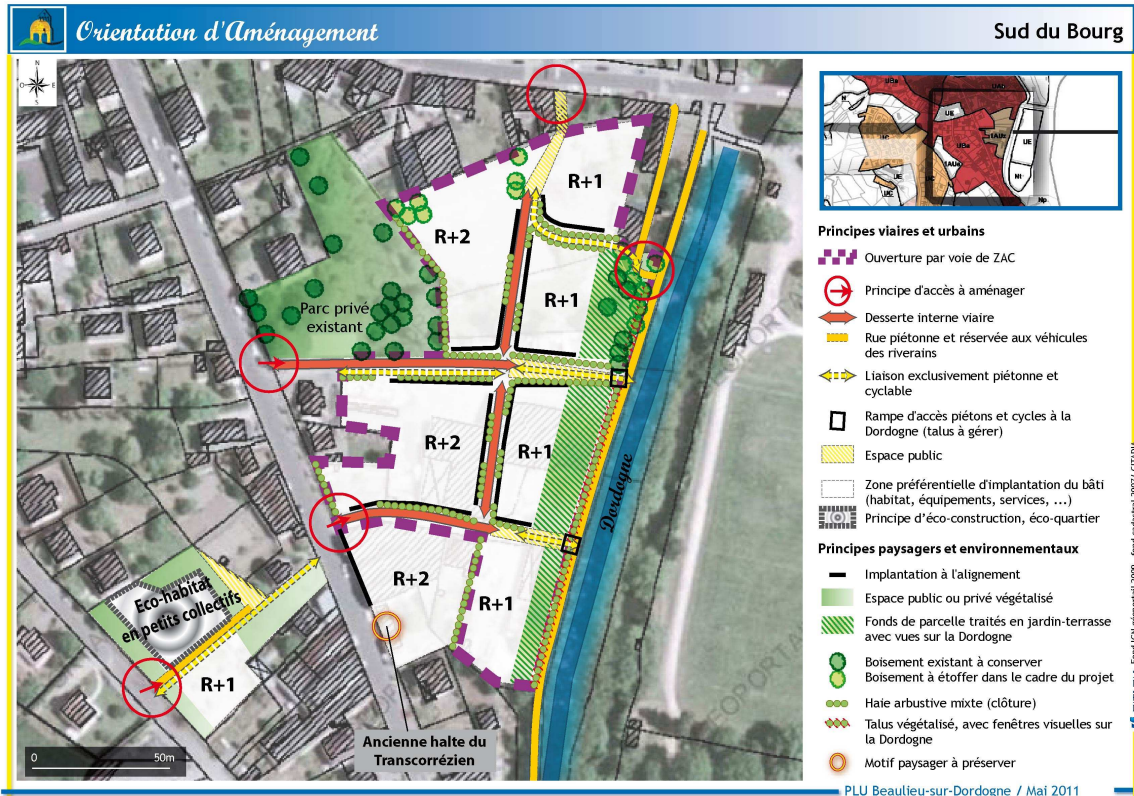 Orientation d'Aménagement
Sud du Bourg
N
O
E
S
R+1
R+2
R+1
Parc privé
existant
R+2
R+1
Dordogne
R+2
R+1
Eco-habitat
en petits collectifs
R+1
Ancienne halte du
Transcorrézien
0
50m
UE
UE
N1
Np
Principes viaires et urbains
Ouverture par voie de ZAC
Principe d'accès à aménager
Desserte interne viaire
Rue piétonne et réservée aux véhicules
des riverains
Liaison exclusivement piétonne et
cyclable
Rampe d'accès piétons et cycles à la
Dordogne (talus à gérer)
Espace public
Zone préférentielle d'implantation du bâti
(habitat, équipements, services, ...)
Principe d'éco-construction, éco-quartier
Principes paysagers et environnementaux
Implantation à l'alignement
Espace public ou privé végétalisé
Fonds de parcelle traités en jardin-terrasse
avec vues sur la Dordogne
Boisement existant à conserver
Boisement à étoffer dans le cadre du projet
Haie arbustive mixte (clôture)
Talus végétalisé, avec fenêtres visuelles sur
la Dordogne
Motif paysager à préserver
PLU Beaulieu-sur-Dordogne / Mai 2011